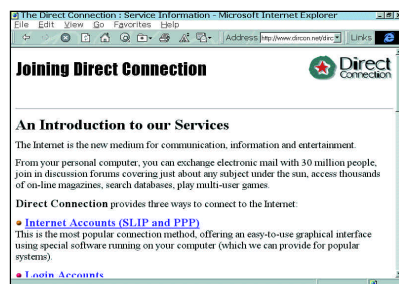 The Direct Connection : Service Information - Microsoft Internet Explorer
File Edit View Go Favorites Help
Address http://www.dircon.net/dirc Links
Joining Direct Connection
Direct
Connection
An Introduction to our Services
The Internet is the new medium for communication, information and entertainment.
From your personal computer, you can exchange electronic mail with 30 million people,
join in discussion forums covering just about any subject under the sun, access thousands
of on-line magazines, search databases, play multi-user games.
Direct Connection provides three ways to connect to the Internet:
Internet Accounts (SLIP and PPP)
This is the most popular connection method, offering an easy-to-use graphical interface
using special software running on your computer (which we can provide for popular
systems).
Login Accounts